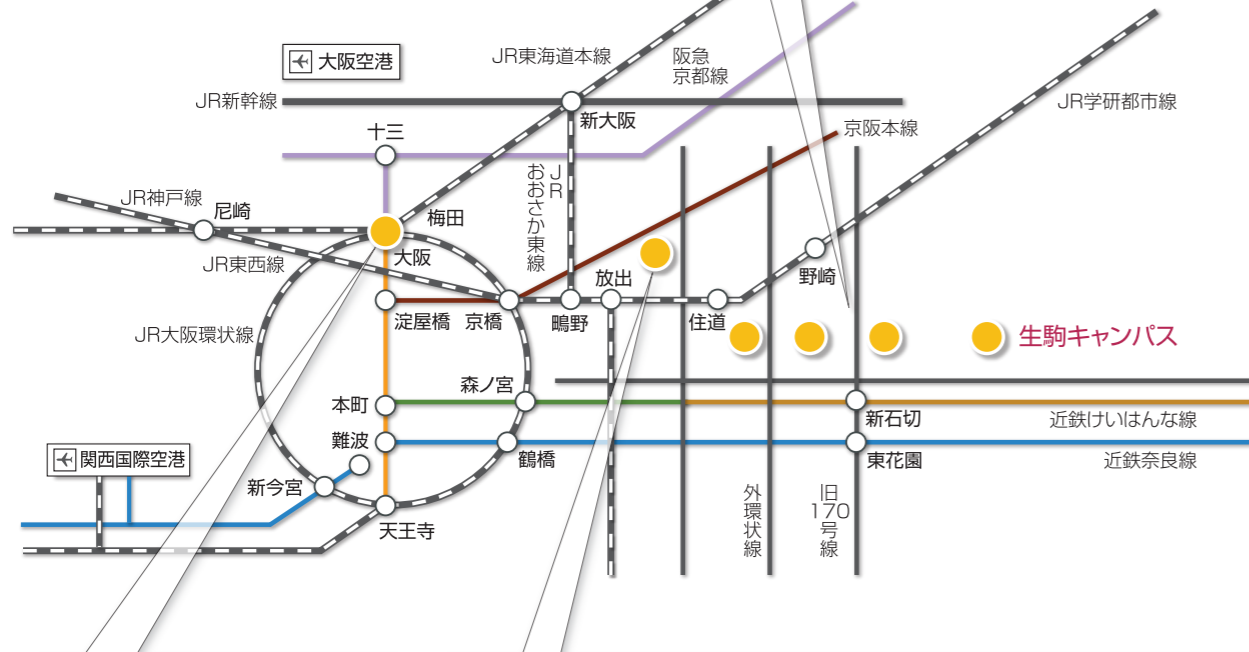 JR東海道本線
阪急
京都線
大阪空港
JR新幹線
JR学研都市線
新大阪
京阪本線
十三
JR
おおさか東線
JR神戸線
尼崎
梅田
大阪
JR東西線
放出
野崎
淀屋橋
京橋
鴫野
住道
JR大阪環状線
生駒キャンパス
森ノ宮
本町
新石切
近鉄けいはんな線
難波
鶴橋
東花園
近鉄奈良線
関西国際空港
新今宮
天王寺
外環状線
旧170号線